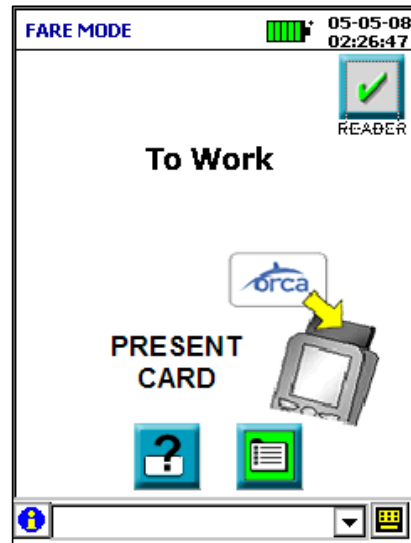 FARE MODE
05-05-08
02:26:47
READER
To Work
orca
PRESENT
CARD
?